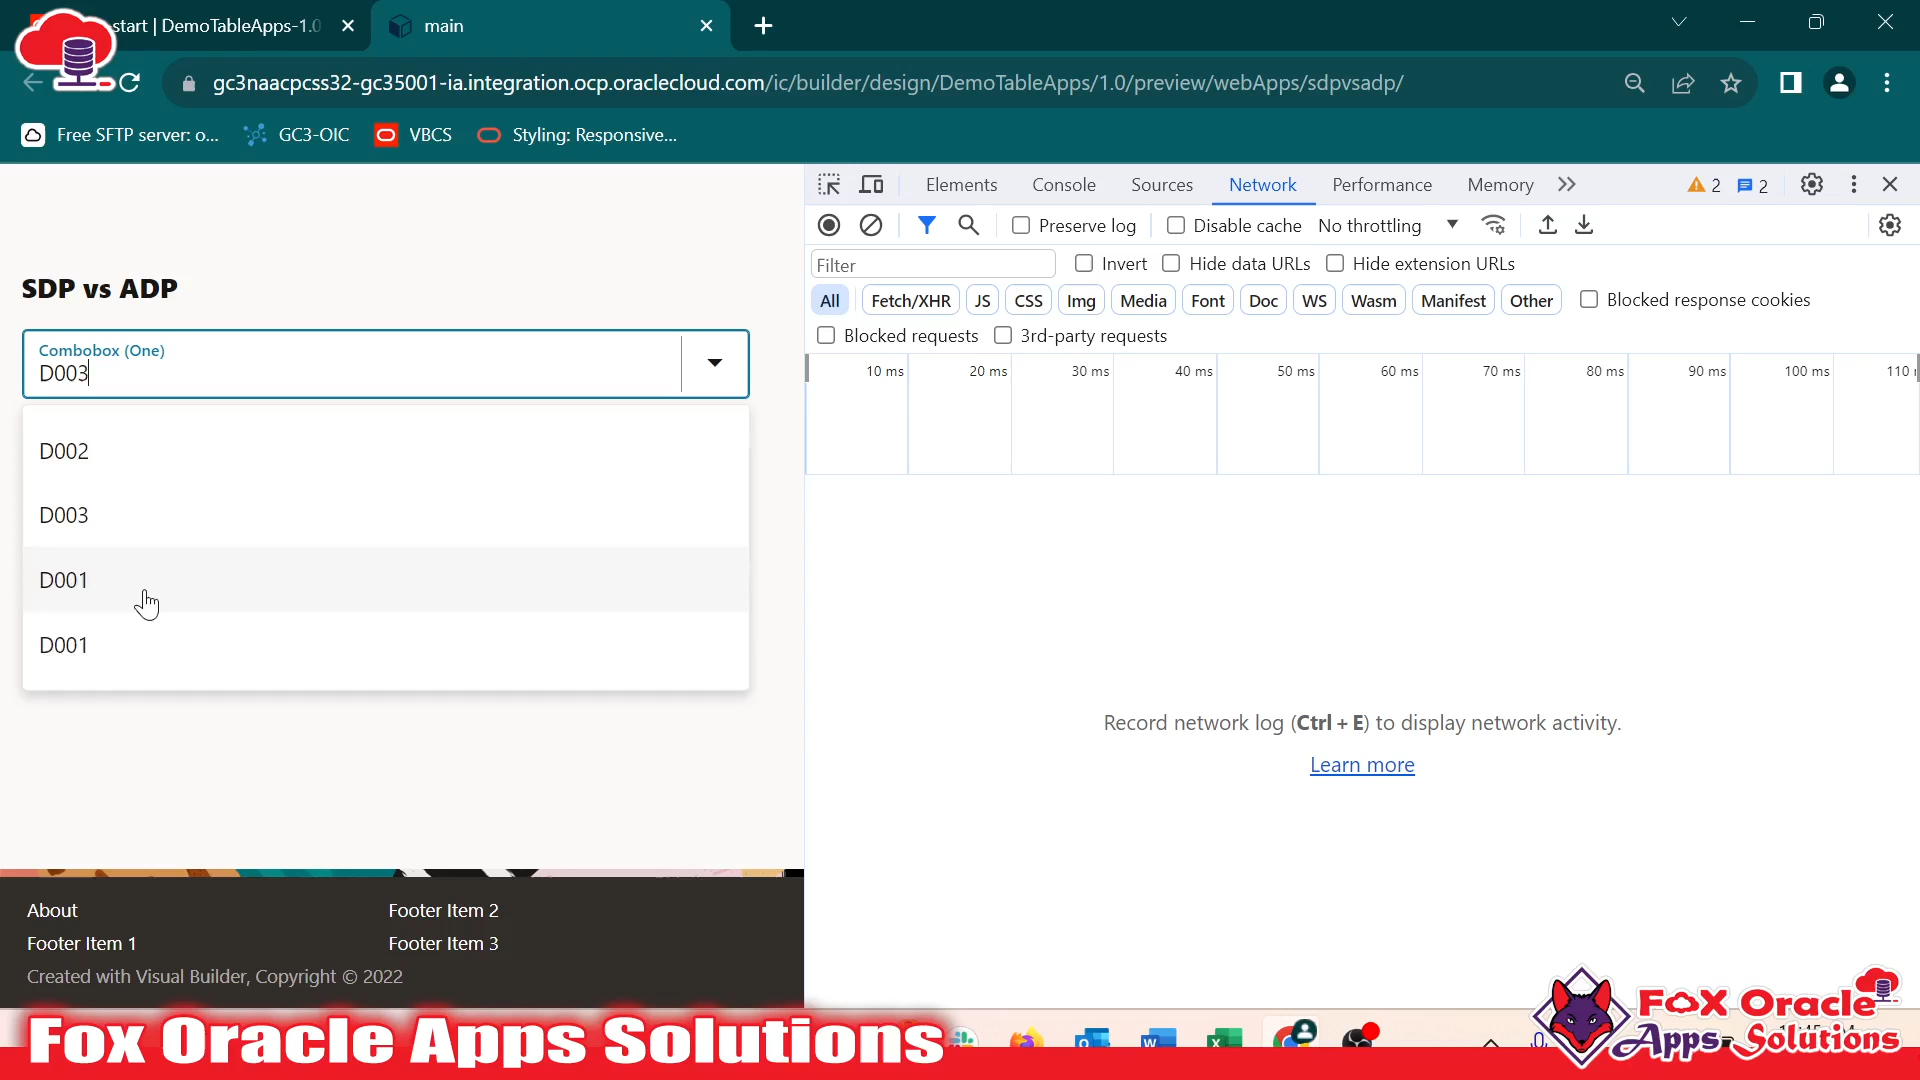 start | DemoTableApps-1.0
main
gc3naacpcss32-gc35001-ia.integration.ocp.oraclecloud.com/ic/builder/design/DemoTableApps/1.0/preview/webApps/sdpvsadp/
Free SFTP server: o...
GC3-OIC
VBCS
Styling: Responsive...
Elements
Console
Sources
Network
Performance
Memory
2
2
Preserve log
Disable cache
No throttling
Filter
Invert
Hide data URLs
Hide extension URLs
All
Fetch/XHR
JS
CSS
Img
Media
Font
Doc
WS
Wasm
Manifest
Other
Blocked response cookies
Blocked requests
3rd-party requests
10 ms
20 ms
30 ms
40 ms
50 ms
60 ms
70 ms
80 ms
90 ms
100 ms
110
SDP vs ADP
Combobox (One)
D003
D002
D003
D001
D001
Record network log (Ctrl + E) to display network activity.
Learn more
About
Footer Item 2
Footer Item 1
Footer Item 3
Created with Visual Builder, Copyright © 2022
Fox Oracle Apps Solutions
FOX Oracle
Apps Solutions